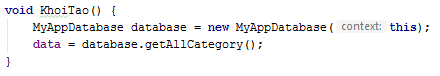 void KhoiTao() {
    MyAppDatabase database = new MyAppDatabase( context: this);
    data = database.getAllCategory();
}